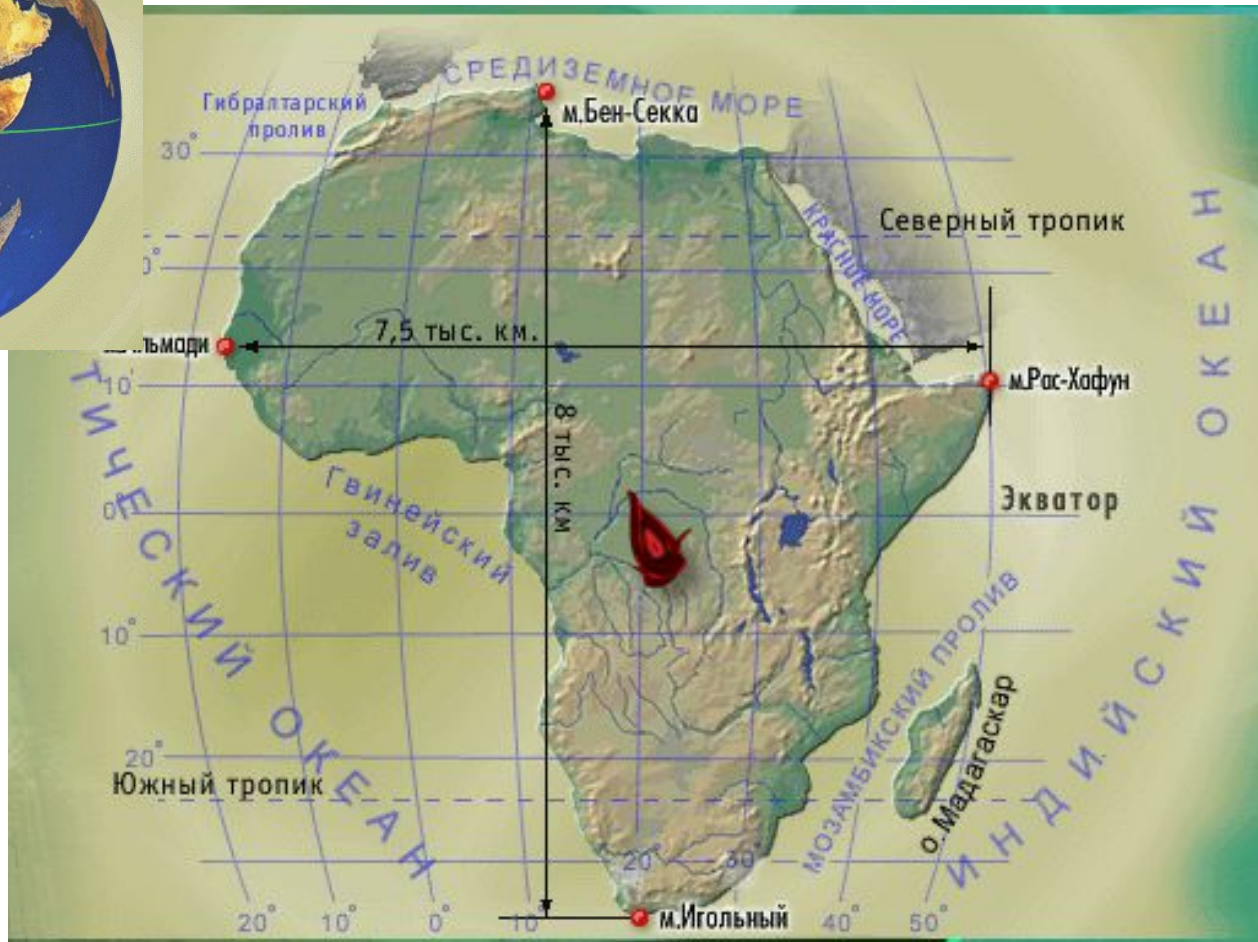 СРЕДИЗЕМНОЕ МОРЕ
Гибралтарский
пролив
м.Бен-Секка
30°
КРАСНОЕ МОРЕ
Северный тропик
7,5 тыс. км.
10°
м.Рас-Хафун
8 тыс. км
Гвинейский
залив
0°
Экватор
10°
МОЗАМБИКСКИЙ ПРОЛИВ
о.Мадагаскар
20°
Южный тропик
ОКЕАН
ИНДИЙСКИЙ ОКЕАН
20° 30°
20° 10° 0° 10° 40° 50°
м.Игольный